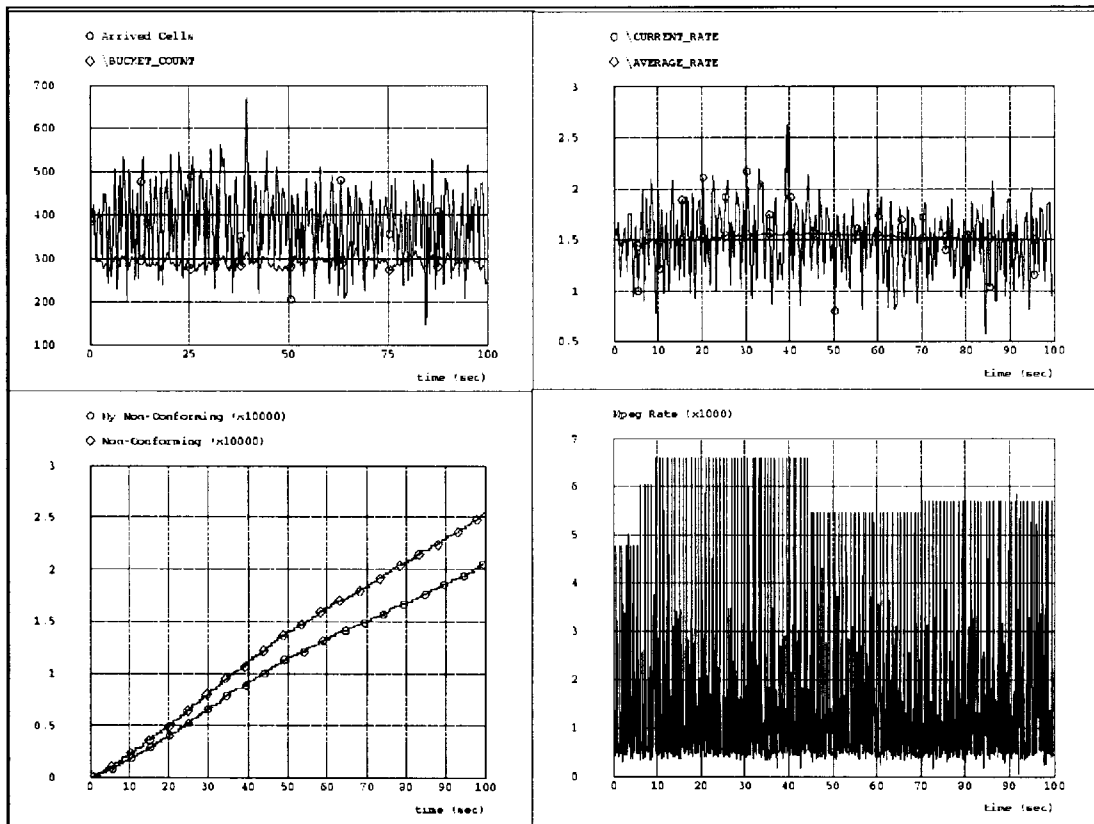 Arrived Cells
\BUCKET_COUNT
700
600
500
400
300
200
100
0 25 50 75 100
time (sec)
\CURRENT_RATE
\AVERAGE_RATE
3
2.5
2
1.5
1
0.5
0 10 20 30 40 50 60 70 80 90 100
time (sec)
My Non-Conforming (x10000)
Non-Conforming (x10000)
3
2.5
2
1.5
1
0.5
0
0 10 20 30 40 50 60 70 80 90 100
time (sec)
Mpeg Rate (x1000)
7
6
5
4
3
2
1
0
0 10 20 30 40 50 60 70 80 90 100
time (sec)